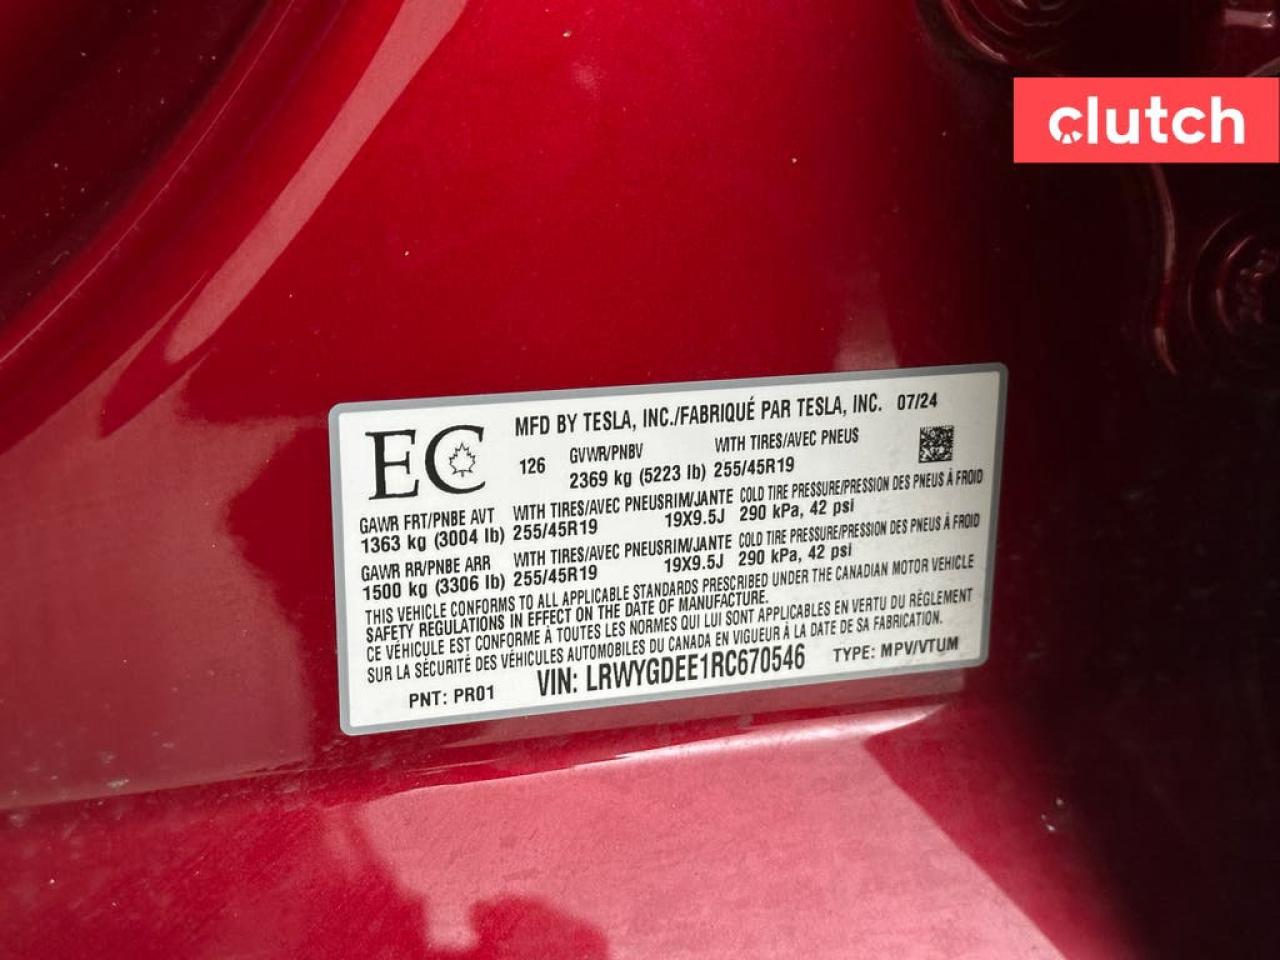 clutch
MFD BY TESLA, INC./FABRIQUÉ PAR TESLA, INC. 07/24
EC
126
GVWR/PNBV WITH TIRES/AVEC PNEUS
2369 kg (5223 lb) 255/45R19
GAWR FRT/PNBE AVT WITH TIRES/AVEC PNEUS RIM/JANTE COLD TIRE PRESSURE/PRESSION DES PNEUS À FROID
1363 kg (3004 lb) 255/45R19 19X9.5J 290 kPa, 42 psi
GAWR RR/PNBE ARR WITH TIRES/AVEC PNEUS RIM/JANTE COLD TIRE PRESSURE/PRESSION DES PNEUS À FROID
1500 kg (3306 lb) 255/45R19 19X9.5J 290 kPa, 42 psi
THIS VEHICLE CONFORMS TO ALL APPLICABLE STANDARDS PRESCRIBED UNDER THE CANADIAN MOTOR VEHICLE
SAFETY REGULATIONS IN EFFECT ON THE DATE OF MANUFACTURE.
CE VÉHICULE EST CONFORME À TOUTES LES NORMES QUI LUI SONT APPLICABLES EN VERTU DU RÈGLEMENT
SUR LA SÉCURITÉ DES VÉHICULES AUTOMOBILES DU CANADA EN VIGUEUR À LA DATE DE SA FABRICATION.
PNT: PR01 VIN: LRWYGDEE1RC670546 TYPE: MPV/VTUM